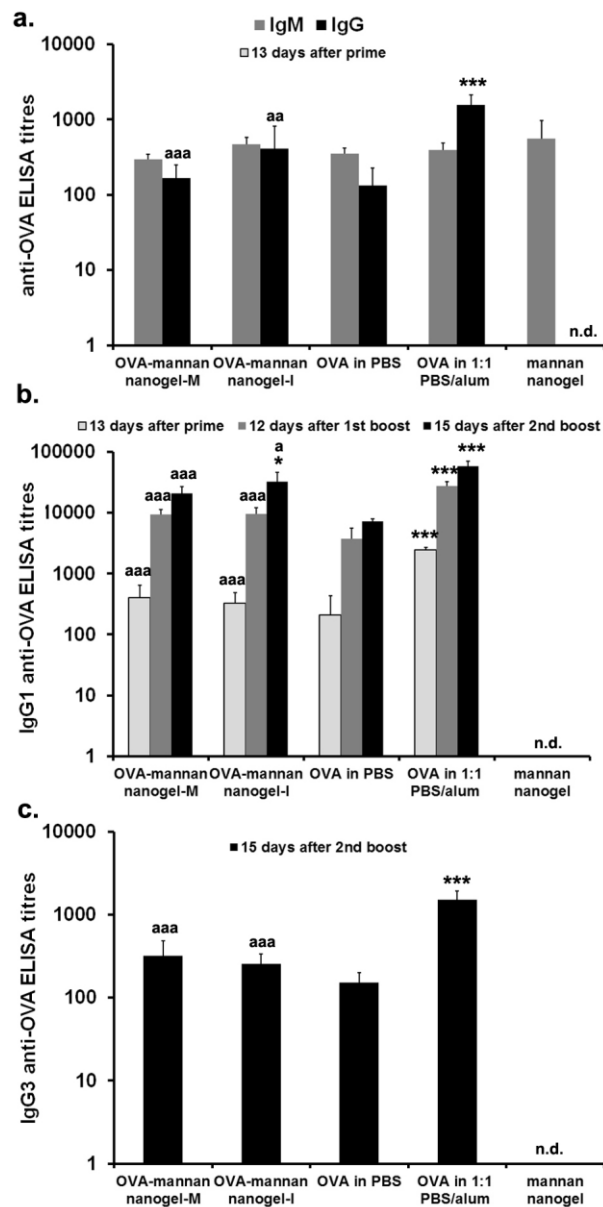 a.
IgM IgG
13 days after prime
anti-OVA ELISA titres
10000
1000
100
10
1
aaa
aa
***
n.d.
OVA-mannan nanogel-M
OVA-mannan nanogel-I
OVA in PBS
OVA in 1:1 PBS/alum
mannan nanogel
b.
13 days after prime 12 days after 1st boost 15 days after 2nd boost
IgG1 anti-OVA ELISA titres
100000
10000
1000
100
10
1
aaa
aaa
aaa
aaa
aaa
a
*
***
***
***
n.d.
OVA-mannan nanogel-M
OVA-mannan nanogel-I
OVA in PBS
OVA in 1:1 PBS/alum
mannan nanogel
c.
15 days after 2nd boost
IgG3 anti-OVA ELISA titres
10000
1000
100
10
1
aaa
aaa
***
n.d.
OVA-mannan nanogel-M
OVA-mannan nanogel-I
OVA in PBS
OVA in 1:1 PBS/alum
mannan nanogel